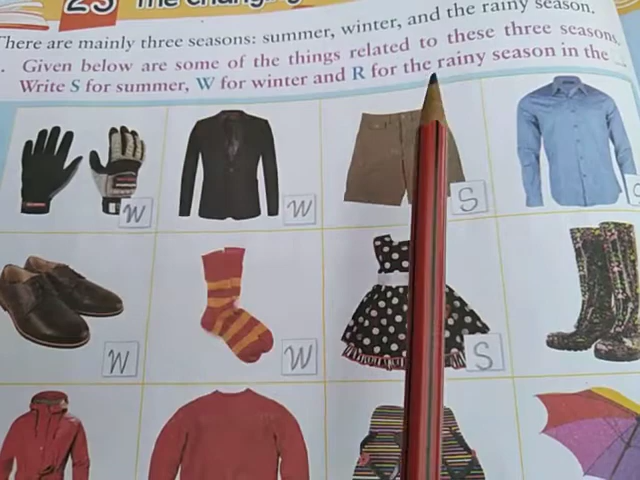 23 The changing
There are mainly three seasons: summer, winter, and the rainy season.
Given below are some of the things related to these three seasons.
Write S for summer, W for winter and R for the rainy season in the
W W S
W W S